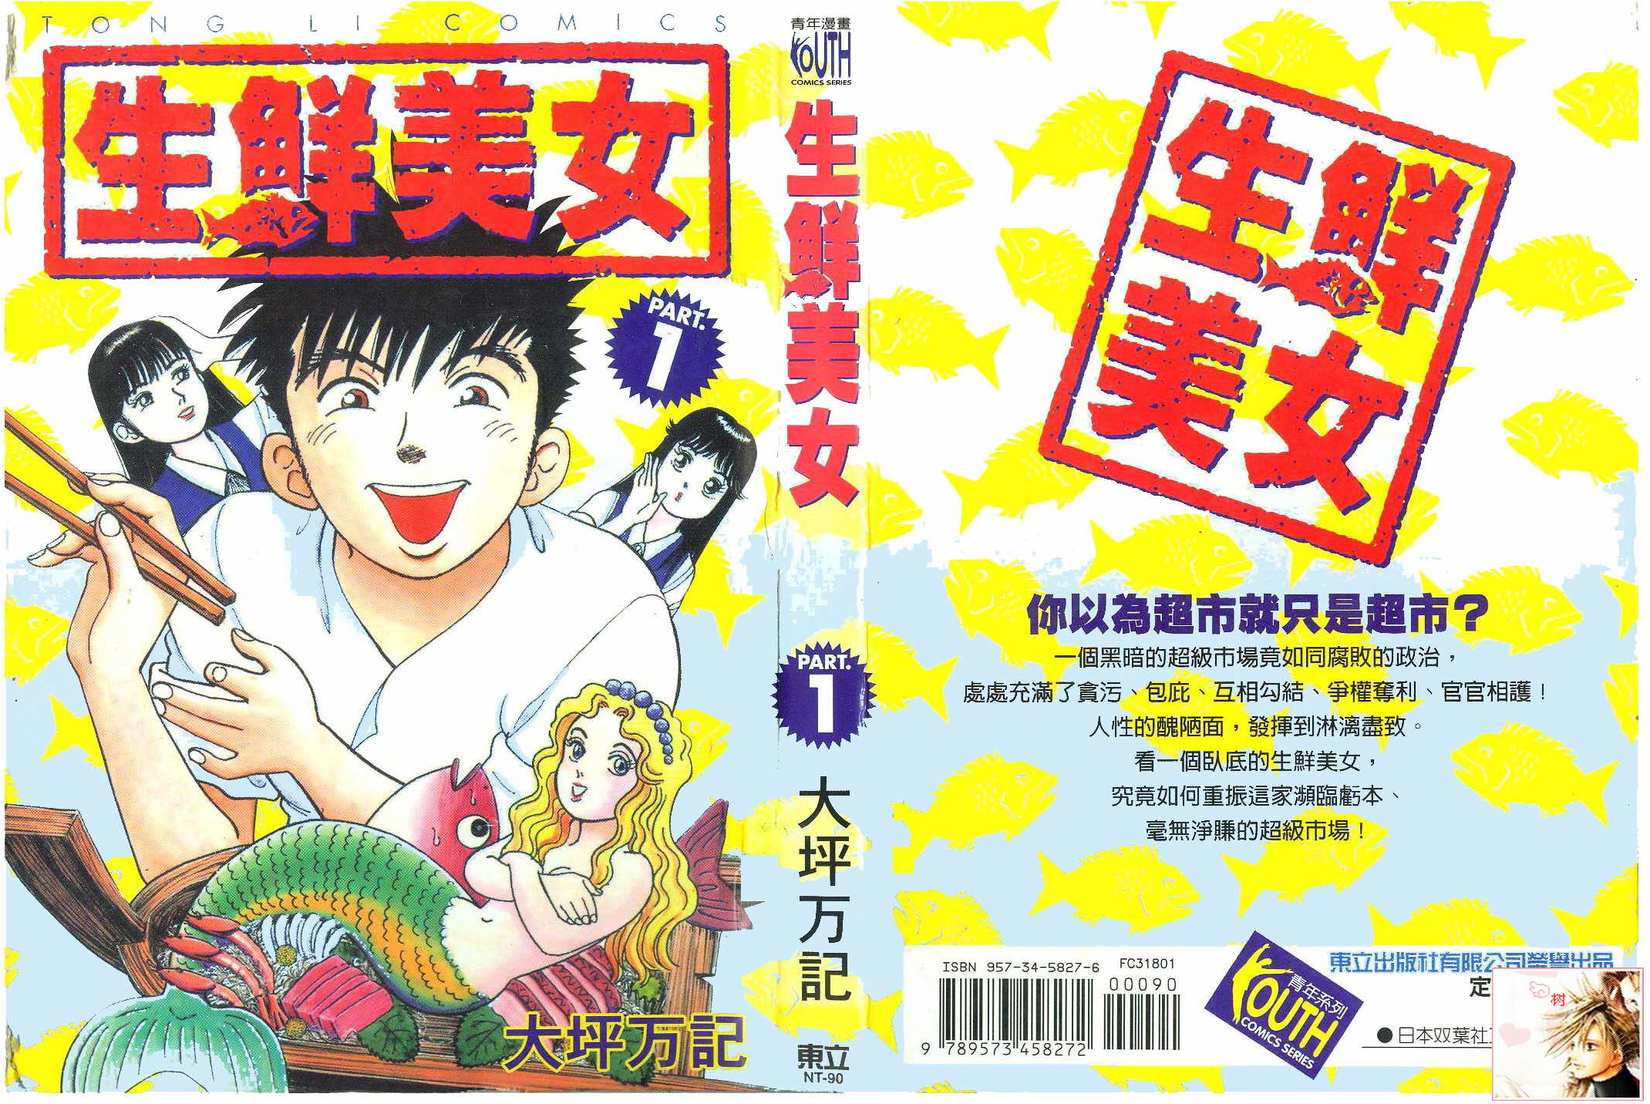 TONG LI COMICS
生鮮美女
PART.
1
大坪万記
青年漫畫
YOUTH
COMICS SERIES
生鮮美女
PART.
1
大坪万記
東立
NT-90
生鮮
美女
你以為超市就只是超市？
一個黑暗的超級市場竟如同腐敗的政治，
處處充滿了貪污、包庇、互相勾結、爭權奪利、官官相護！
人性的醜陋面，發揮到淋漓盡致。
看一個臥底的生鮮美女，
究竟如何重振這家瀕臨虧本、
毫無淨賺的超級市場！
ISBN 957-34-5827-6
FC31801
00090
9 789573 458272
青年系列
YOUTH
COMICS SERIES
東立出版社有限公司榮譽出品
定
●日本双葉社
树